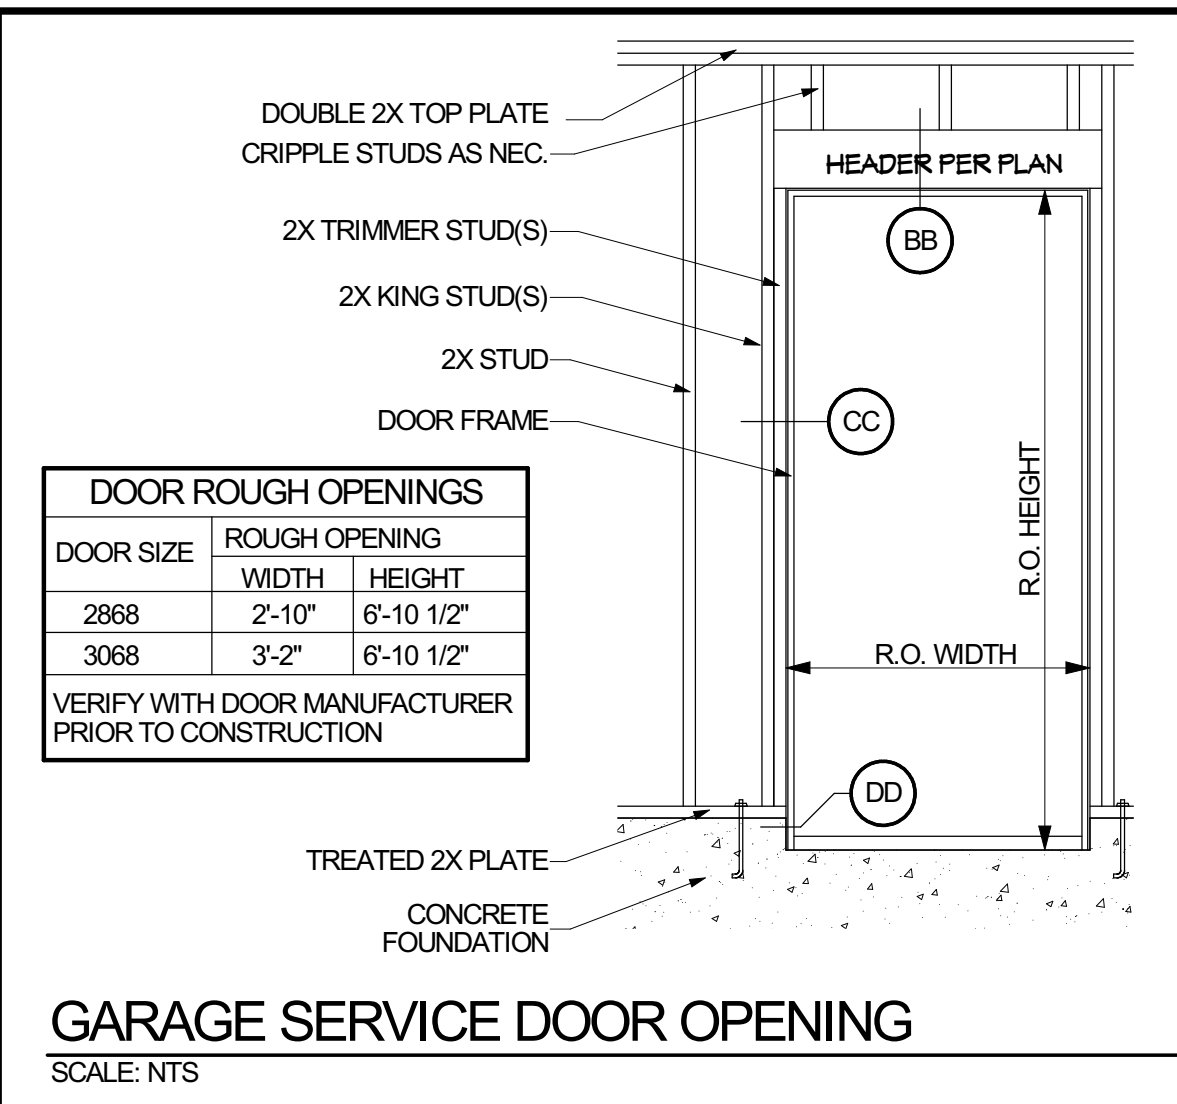 DOUBLE 2X TOP PLATE
CRIPPLE STUDS AS NEC.
HEADER PER PLAN
2X TRIMMER STUD(S)
BB
2X KING STUD(S)
2X STUD
DOOR FRAME
CC
R.O. HEIGHT
DOOR ROUGH OPENINGS
DOOR SIZE
ROUGH OPENING
WIDTH HEIGHT
2868 2'-10" 6'-10 1/2"
3068 3'-2" 6'-10 1/2"
VERIFY WITH DOOR MANUFACTURER
PRIOR TO CONSTRUCTION
R.O. WIDTH
DD
TREATED 2X PLATE
CONCRETE
FOUNDATION
GARAGE SERVICE DOOR OPENING
SCALE: NTS